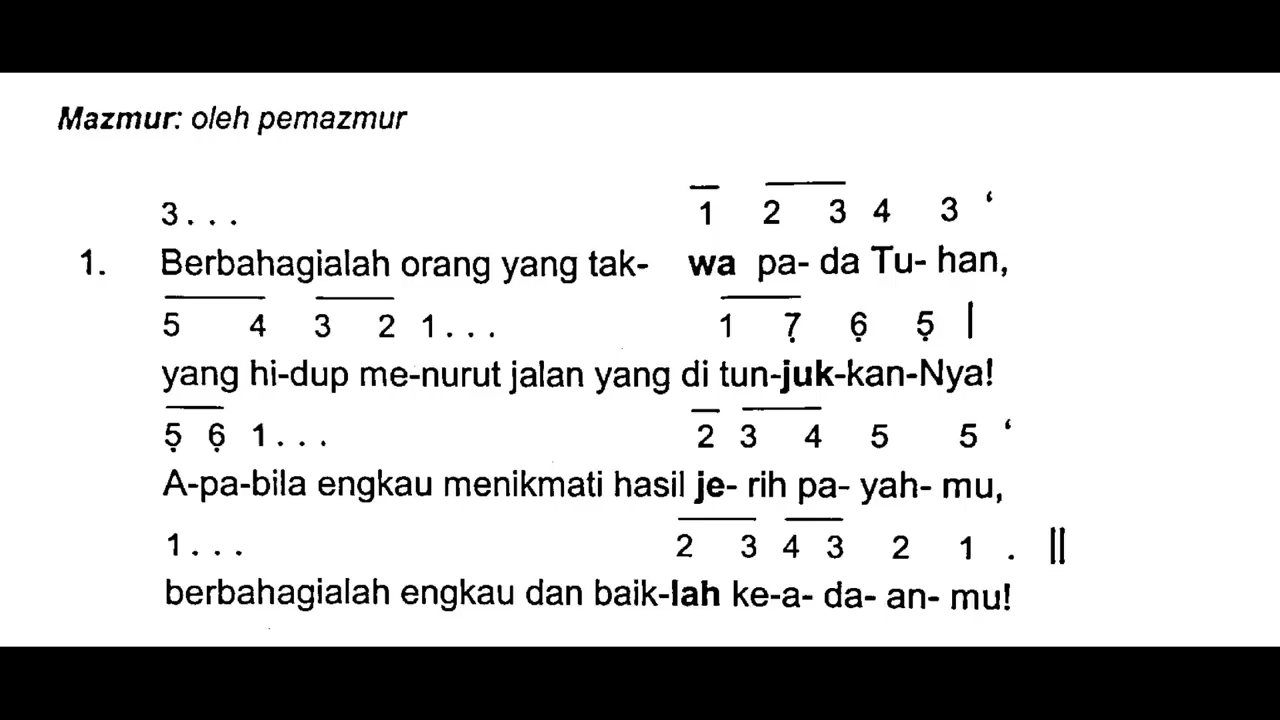 Mazmur: oleh pemazmur
3 . . . 1 2 3 4 3 ‘
1. Berbahagialah orang yang tak- wa pa- da Tu- han,
5 4 3 2 1 . . . 1 7̣ 6̣ 5̣ |
yang hi-dup me-nurut jalan yang di tun-juk-kan-Nya!
5̣ 6̣ 1 . . . 2 3 4 5 5 ‘
A-pa-bila engkau menikmati hasil je- rih pa- yah- mu,
1 . . . 2 3 4 3 2 1 . ||
berbahagialah engkau dan baik-lah ke-a- da- an- mu!